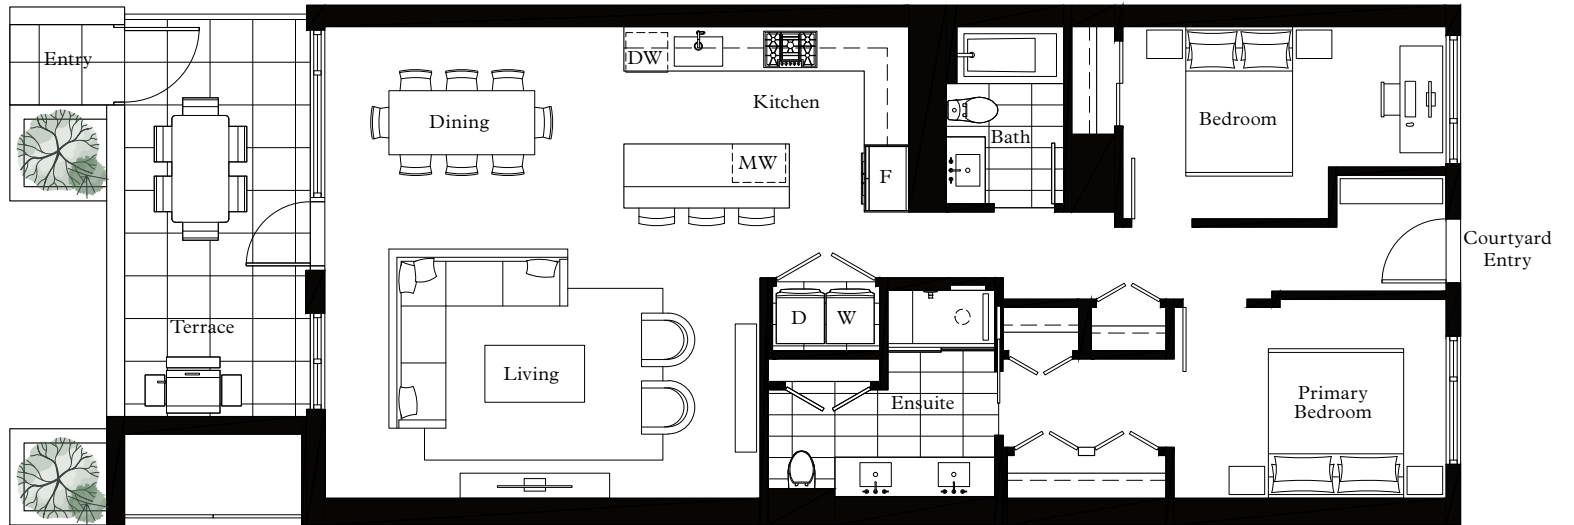 Entry
DW
Kitchen
Dining
Bath
Bedroom
MW
F
Courtyard
Entry
D
W
Terrace
Living
Ensuite
Primary
Bedroom